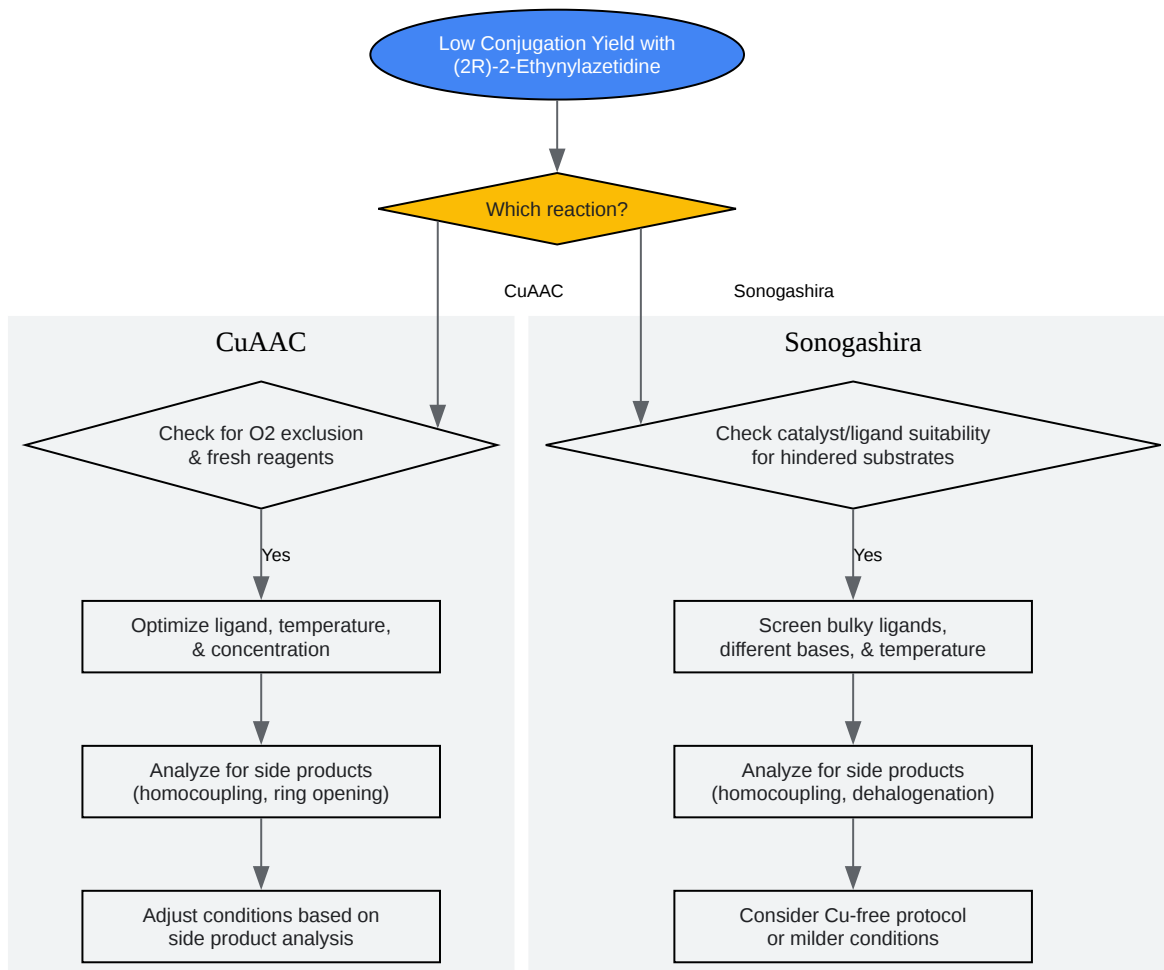 Low Conjugation Yield with
(2R)-2-Ethynylazetidine
Which reaction?
CuAAC
Sonogashira
CuAAC
Check for O2 exclusion
& fresh reagents
Yes
Optimize ligand, temperature,
& concentration
Analyze for side products
(homocoupling, ring opening)
Adjust conditions based on
side product analysis
Sonogashira
Check catalyst/ligand suitability
for hindered substrates
Yes
Screen bulky ligands,
different bases, & temperature
Analyze for side products
(homocoupling, dehalogenation)
Consider Cu-free protocol
or milder conditions